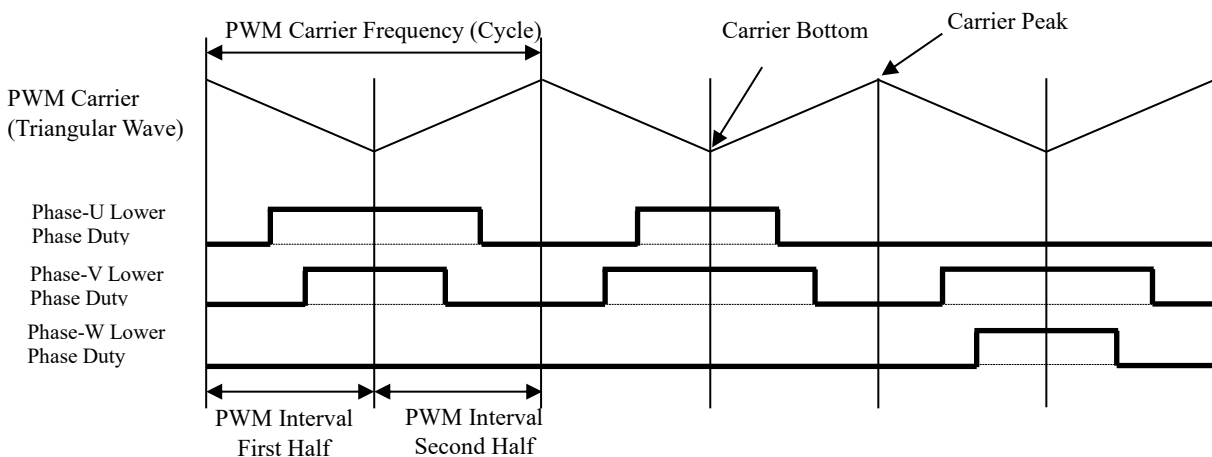 PWM Carrier Frequency (Cycle)
Carrier Bottom
Carrier Peak
PWM Carrier
(Triangular Wave)
Phase-U Lower
Phase Duty
Phase-V Lower
Phase Duty
Phase-W Lower
Phase Duty
PWM Interval
First Half
PWM Interval
Second Half